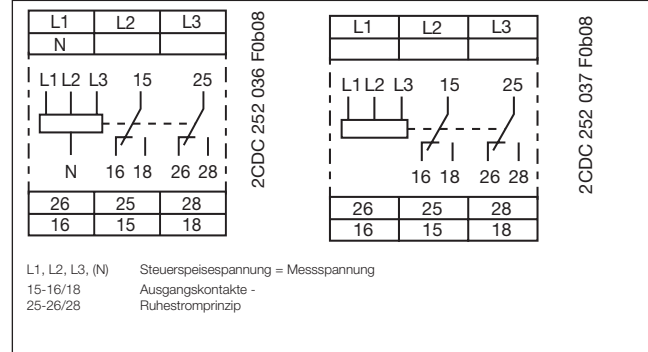 L1 L2 L3
N
L1 L2 L3 15 25
N 16 18 26 28
26 25 28
16 15 18
2CDC 252 036 F0b08
L1 L2 L3
L1 L2 L3 15 25
16 18 26 28
26 25 28
16 15 18
2CDC 252 037 F0b08
L1, L2, L3, (N) Steuerspeisespannung = Messspannung
15-16/18 Ausgangskontakte -
25-26/28 Ruhestromprinzip